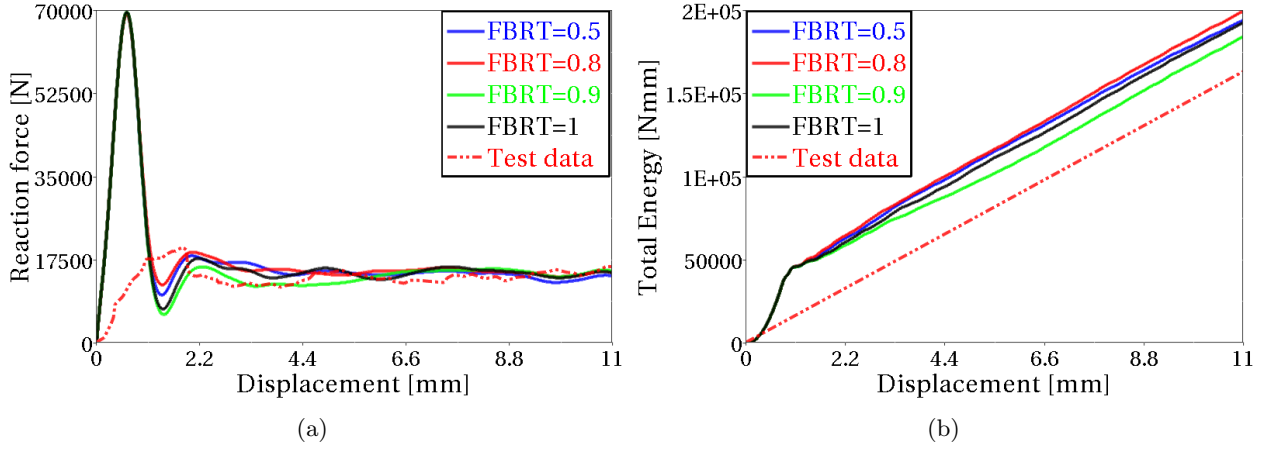 70000
52500
35000
17500
0
Reaction force [N]
FBRT=0.5
FBRT=0.8
FBRT=0.9
FBRT=1
Test data
0 2.2 4.4 6.6 8.8 11
Displacement [mm]
(a)
2E+05
1.5E+05
1E+05
50000
0
Total Energy [Nmm]
FBRT=0.5
FBRT=0.8
FBRT=0.9
FBRT=1
Test data
0 2.2 4.4 6.6 8.8 11
Displacement [mm]
(b)